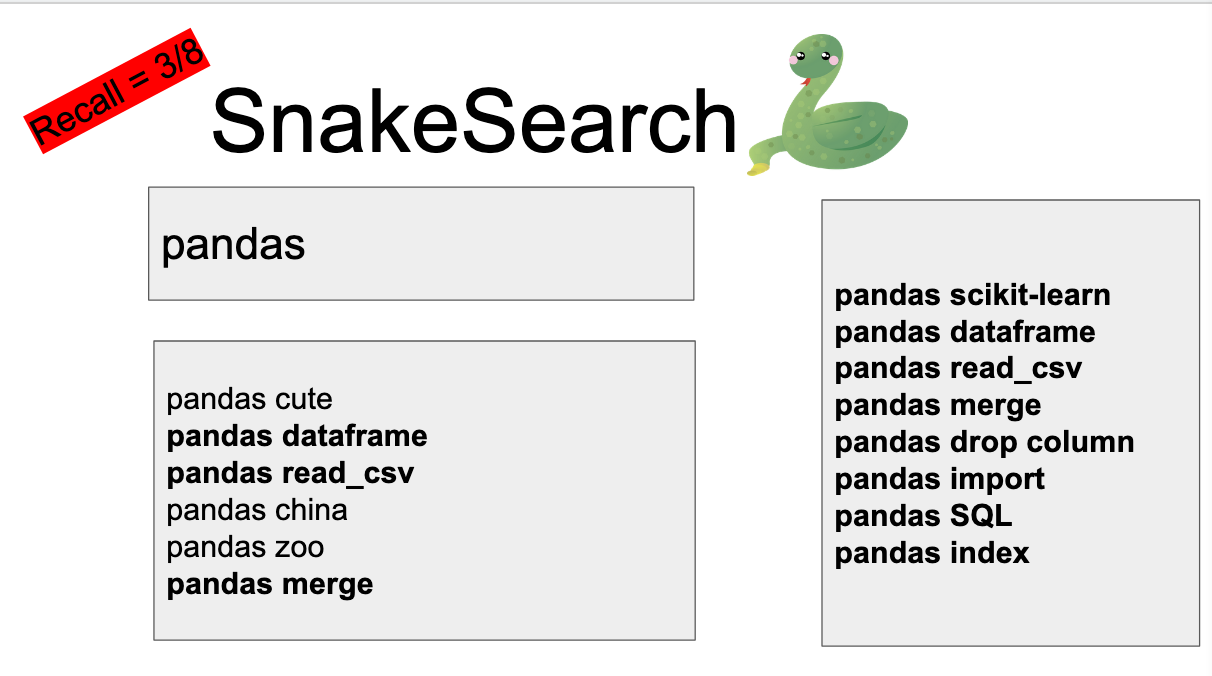 Recall = 3/8
SnakeSearch
pandas
pandas cute
pandas dataframe
pandas read_csv
pandas china
pandas zoo
pandas merge
pandas scikit-learn
pandas dataframe
pandas read_csv
pandas merge
pandas drop column
pandas import
pandas SQL
pandas index